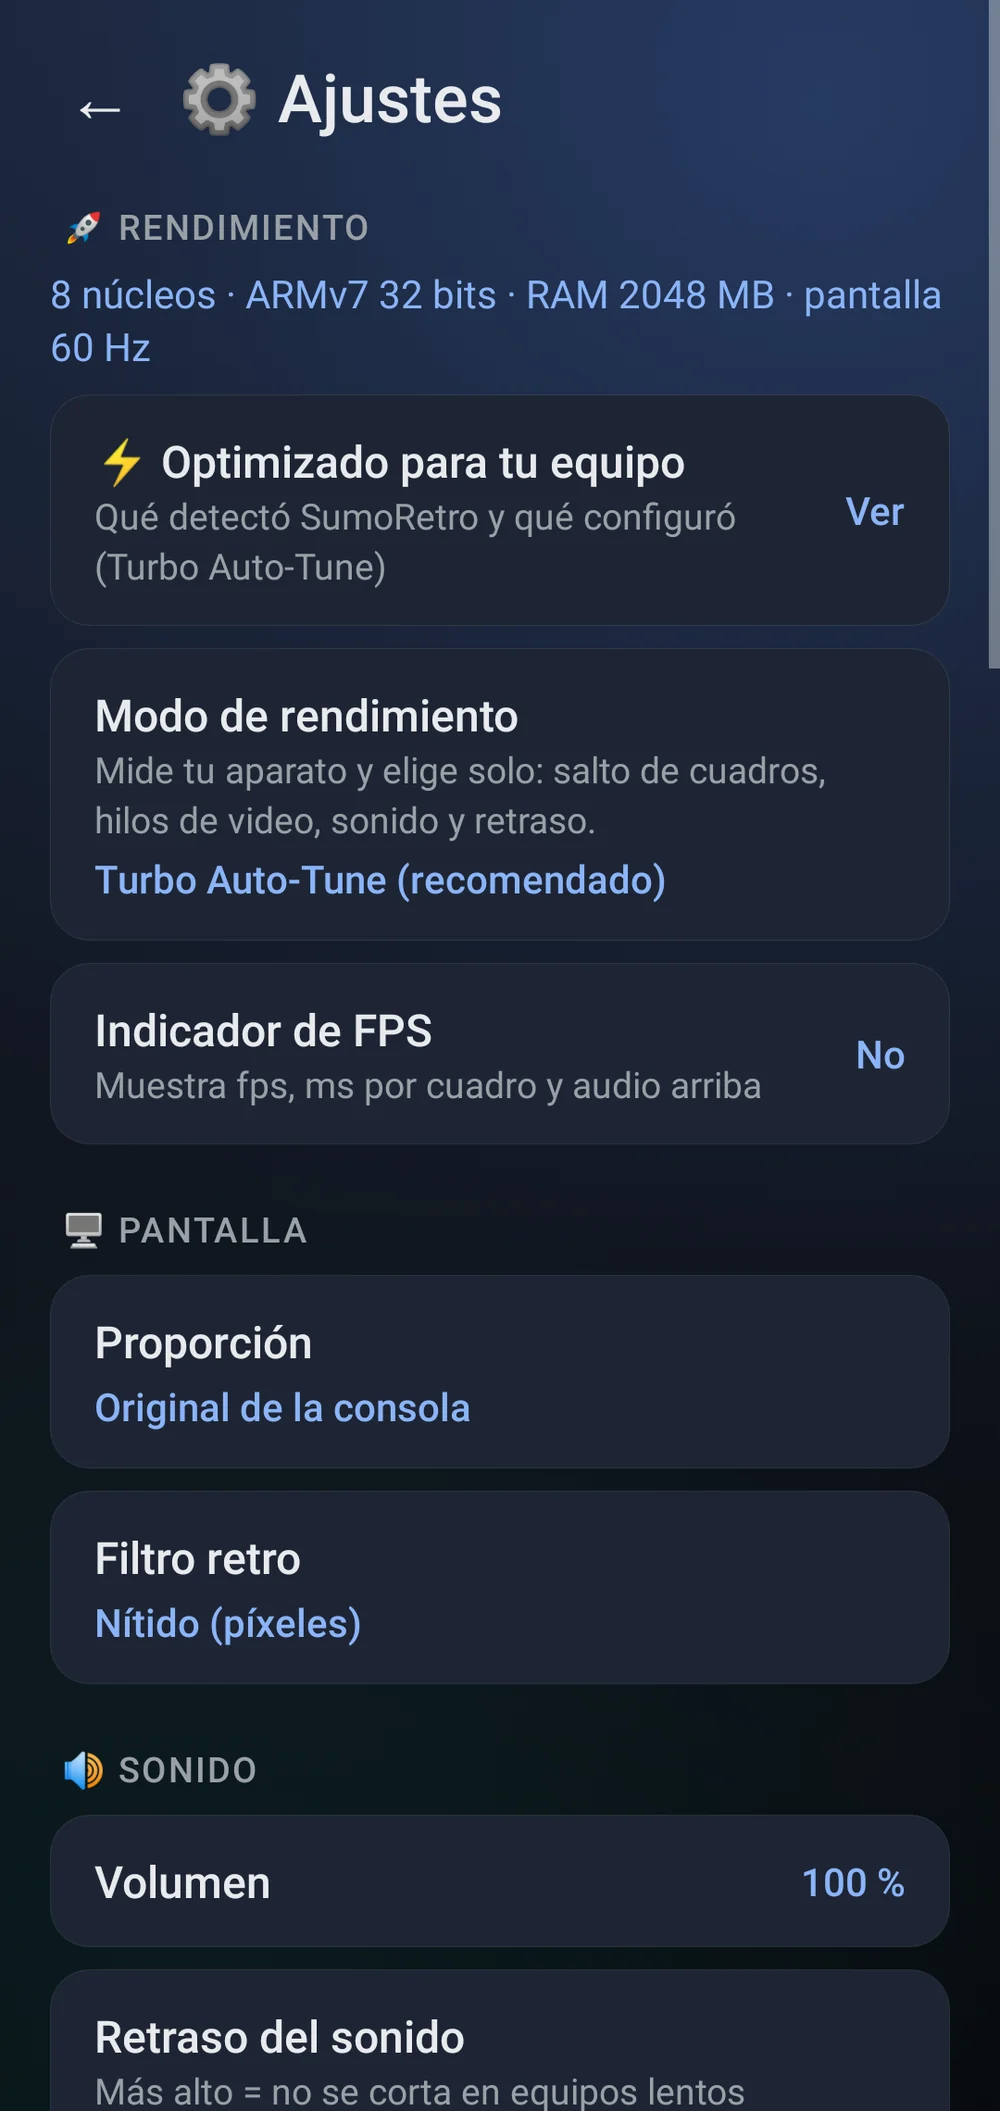 ← ⚙️ Ajustes
🚀 RENDIMIENTO
8 núcleos · ARMv7 32 bits · RAM 2048 MB · pantalla
60 Hz
⚡ Optimizado para tu equipo
Qué detectó SumoRetro y qué configuró
(Turbo Auto-Tune)
Ver
Modo de rendimiento
Mide tu aparato y elige solo: salto de cuadros,
hilos de video, sonido y retraso.
Turbo Auto-Tune (recomendado)
Indicador de FPS
Muestra fps, ms por cuadro y audio arriba
No
🖥️ PANTALLA
Proporción
Original de la consola
Filtro retro
Nítido (píxeles)
🔊 SONIDO
Volumen
100 %
Retraso del sonido
Más alto = no se corta en equipos lentos